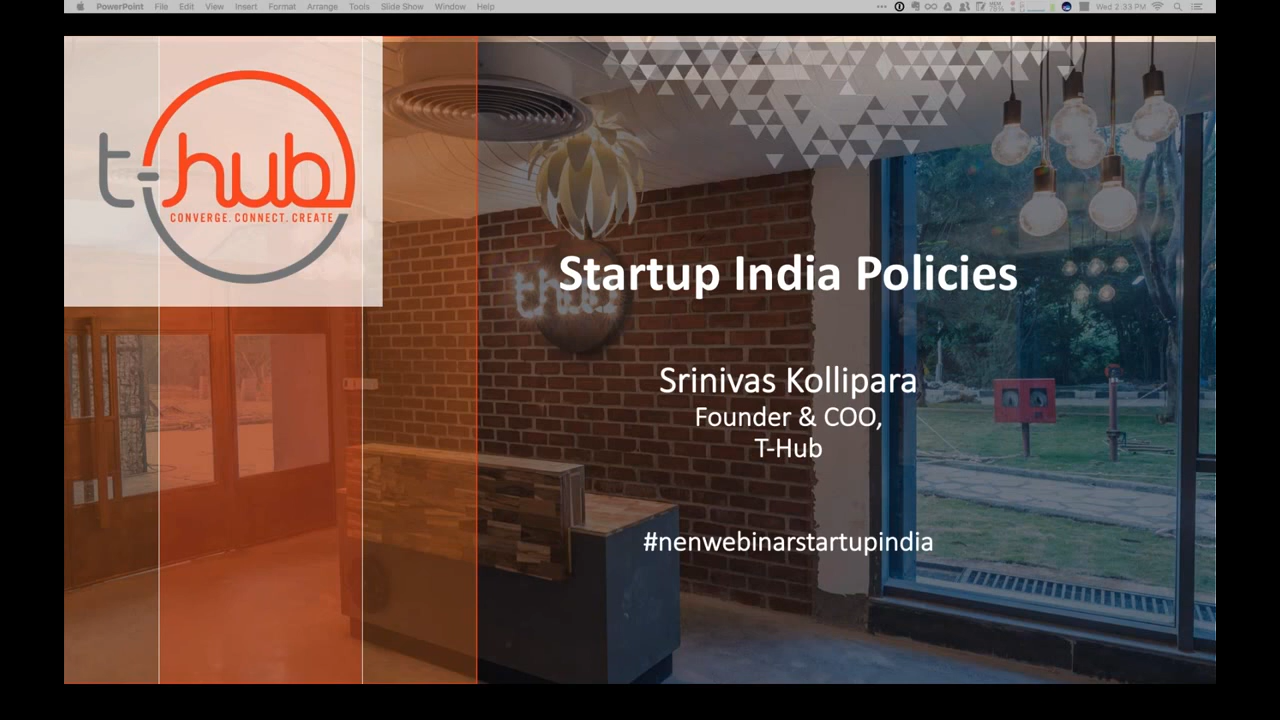 PowerPoint File Edit View Insert Format Arrange Tools Slide Show Window Help Wed 2:33 PM
t-hub
CONVERGE. CONNECT. CREATE
t-hub
Startup India Policies
Srinivas Kollipara
Founder & COO,
T-Hub
#nenwebinarstartupindia